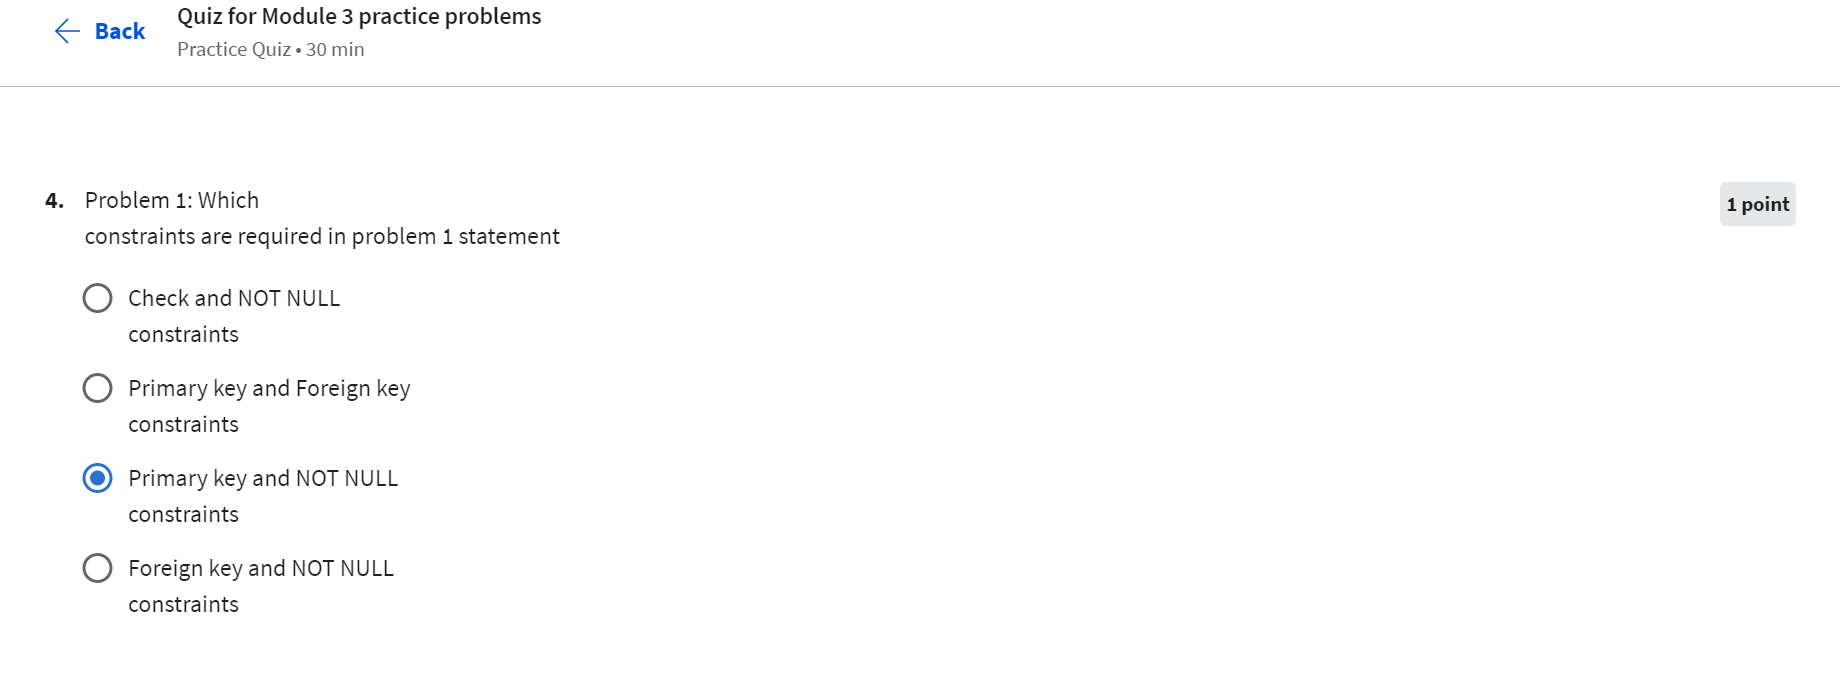 Back
Quiz for Module 3 practice problems
Practice Quiz • 30 min
4. Problem 1: Which
constraints are required in problem 1 statement
1 point
Check and NOT NULL
constraints
Primary key and Foreign key
constraints
Primary key and NOT NULL
constraints
Foreign key and NOT NULL
constraints